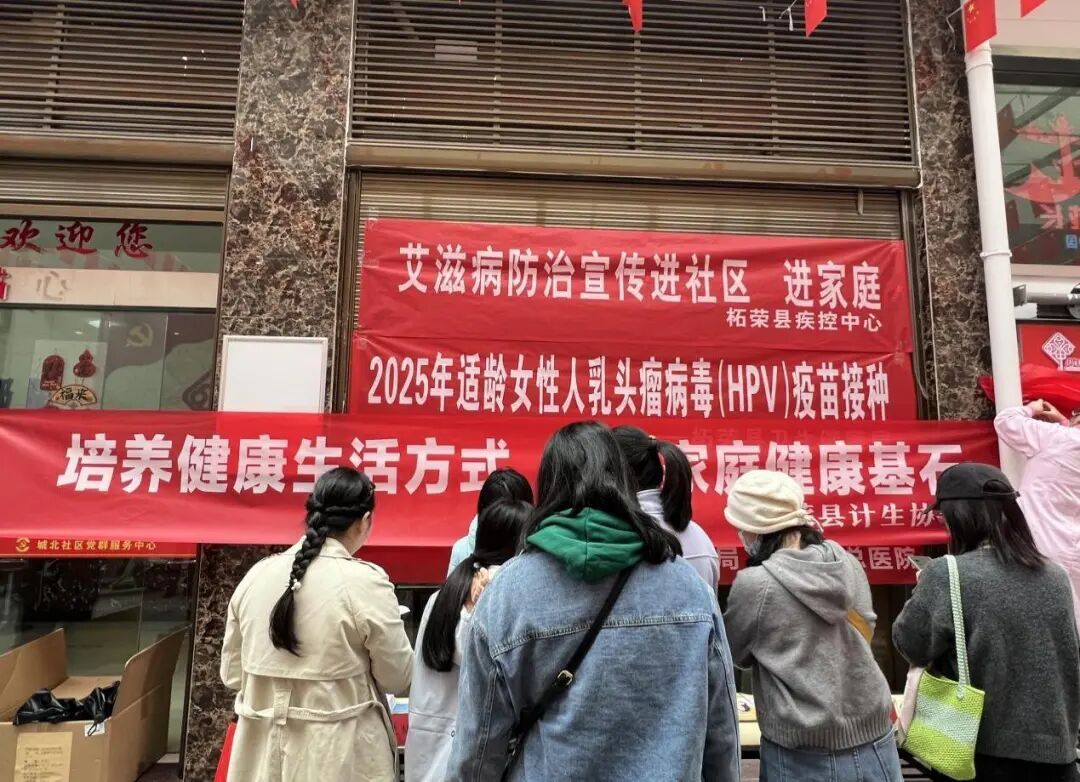 欢迎您
心
艾滋病防治宣传进社区 进家庭
柘荣县疾控中心
2025年适龄女性人乳头瘤病毒(HPV)疫苗接种
培养健康生活方式 家庭健康基石
县计生协
局 总医院
城北社区党群服务中心